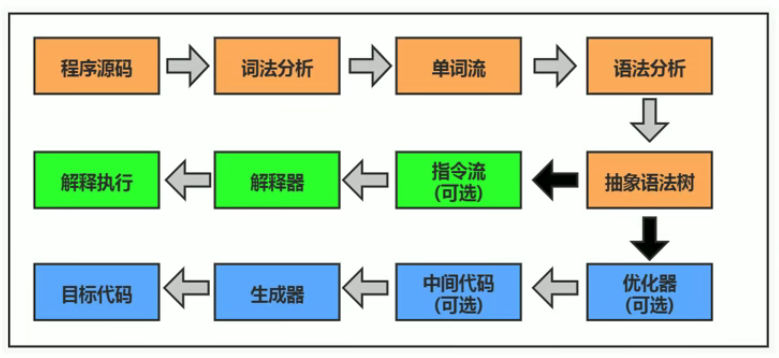 程序源码
词法分析
单词流
语法分析
解释执行
解释器
指令流
(可选)
抽象语法树
目标代码
生成器
中间代码
(可选)
优化器
(可选)